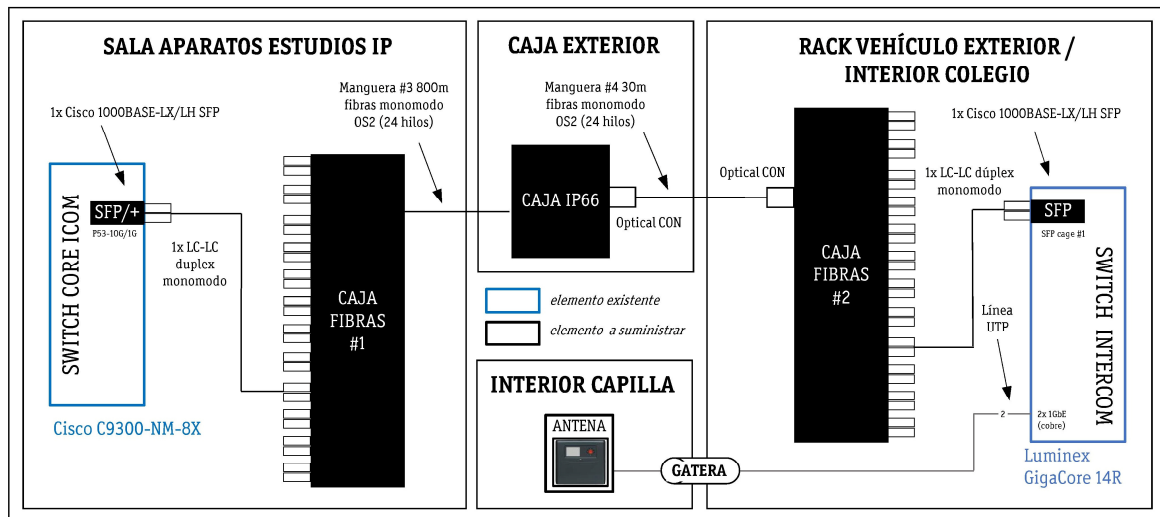 SALA APARATOS ESTUDIOS IP
1x Cisco 1000BASE-LX/LH SFP
Manguera #3 800m
fibras monomodo
OS2 (24 hilos)
SWITCH CORE ICOM
SFP/+
P53-10G/1G
1x LC-LC
duplex
monomodo
CAJA
FIBRAS
#1
Cisco C9300-NM-8X
CAJA EXTERIOR
Manguera #4 30m
fibras monomodo
OS2 (24 hilos)
CAJA IP66
Optical CON
elemento existente
elemento a suministrar
INTERIOR CAPILLA
ANTENA
GATERA
RACK VEHÍCULO EXTERIOR /
INTERIOR COLEGIO
1x Cisco 1000BASE-LX/LH SFP
Optical CON
1x LC-LC dúplex
monomodo
CAJA
FIBRAS
#2
SFP
SFP cage #1
SWITCH INTERCOM
Línea
UTP
2
2x 1GbE
(cobre)
Luminex
GigaCore 14R